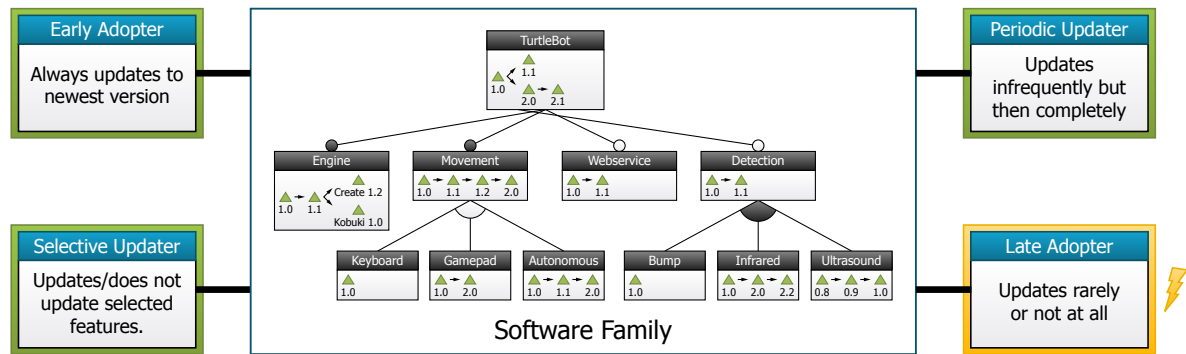 Early Adopter
Always updates to
newest version
Selective Updater
Updates/does not
update selected
features.
TurtleBot
1.0
1.1
2.0 2.1
Engine
1.0 1.1
Create 1.2
Kobuki 1.0
Movement
1.0 1.1 1.2 2.0
Webservice
1.0 1.1
Detection
1.0 1.1
Keyboard
1.0
Gamepad
1.0 2.0
Autonomous
1.0 1.1 2.0
Bump
1.0
Infrared
1.0 2.0 2.2
Ultrasound
0.8 0.9 1.0
Software Family
Periodic Updater
Updates
infrequently but
then completely
Late Adopter
Updates rarely
or not at all